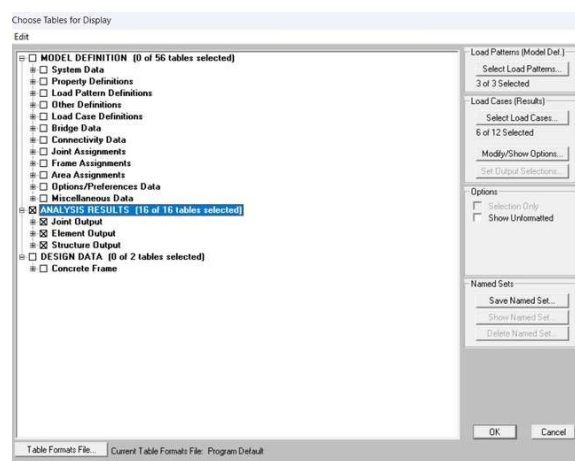 Choose Tables for Display
Edit
MODEL DEFINITION (0 of 56 tables selected)
System Data
Property Definitions
Load Pattern Definitions
Other Definitions
Load Case Definitions
Bridge Data
Connectivity Data
Joint Assignments
Frame Assignments
Area Assignments
Options/Preferences Data
Miscellaneous Data
ANALYSIS RESULTS (16 of 16 tables selected)
Joint Output
Element Output
Structure Output
DESIGN DATA (0 of 2 tables selected)
Concrete Frame
Load Patterns (Model Def.)
Select Load Patterns...
3 of 3 Selected
Load Cases (Results)
Select Load Cases...
6 of 12 Selected
Modify/Show Options...
Set Output Selections...
Options
Selection Only
Show Unformatted
Named Sets
Save Named Set...
Show Named Set...
Delete Named Set...
OK
Cancel
Table Formats File...
Current Table Formats File: Program Default